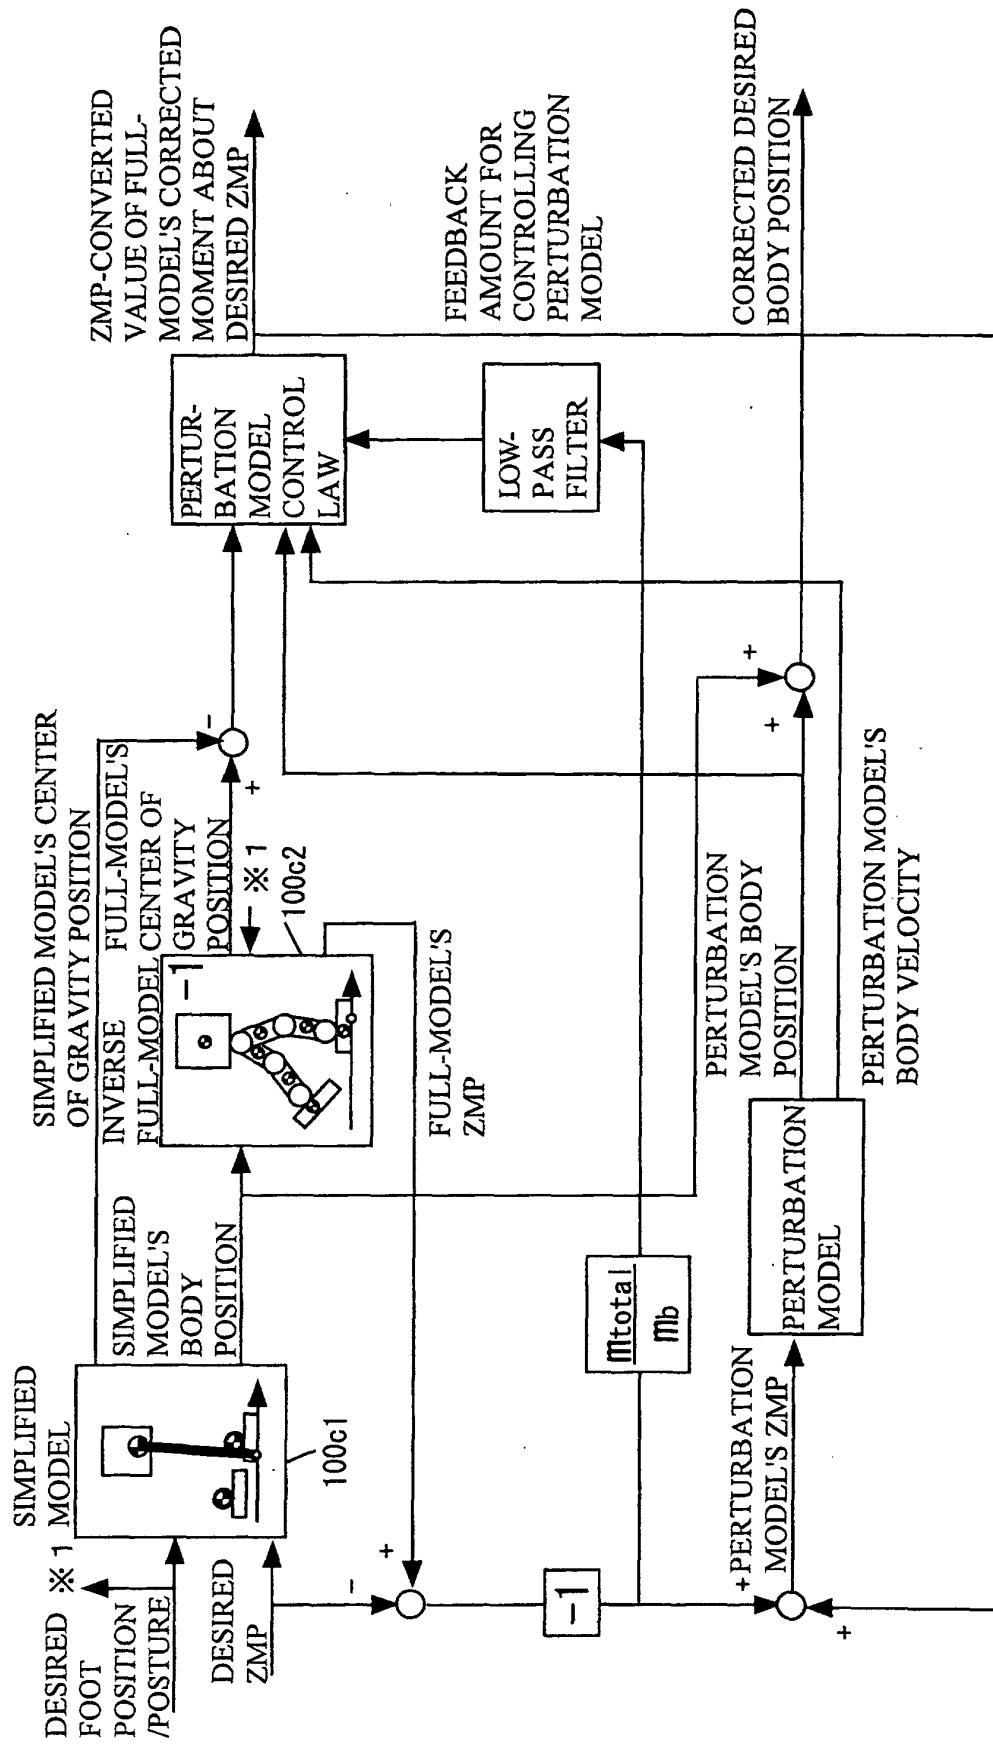 DESIRED
FOOT
POSITION
/POSTURE
※1
DESIRED
ZMP
SIMPLIFIED
MODEL
100c1
SIMPLIFIED
MODEL'S
BODY
POSITION
SIMPLIFIED MODEL'S CENTER
OF GRAVITY POSITION
INVERSE
FULL-MODEL
-1
FULL-MODEL'S
CENTER OF
GRAVITY
POSITION
※1
100c2
FULL-MODEL'S
ZMP
-
+
+
-
PERTUR-
BATION
MODEL
CONTROL
LAW
ZMP-CONVERTED
VALUE OF FULL-
MODEL'S CORRECTED
MOMENT ABOUT
DESIRED ZMP
LOW-
PASS
FILTER
FEEDBACK
AMOUNT FOR
CONTROLLING
PERTURBATION
MODEL
-1
mtotal
mb
+
+
PERTURBATION
MODEL'S ZMP
PERTURBATION
MODEL
PERTURBATION
MODEL'S BODY
POSITION
PERTURBATION MODEL'S
BODY VELOCITY
+
+
CORRECTED DESIRED
BODY POSITION